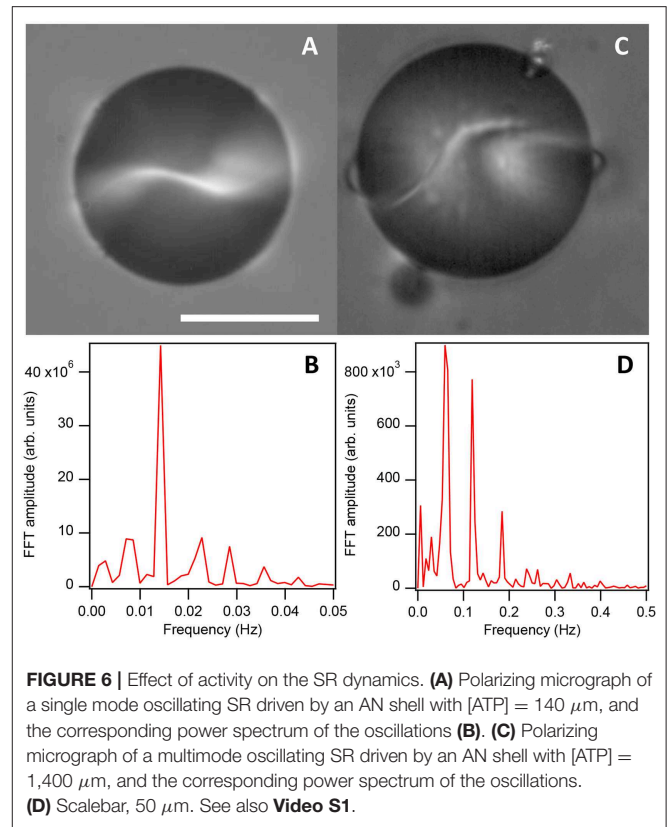 A
C
B
40 x10⁶
30
20
10
0
FFT amplitude (arb. units)
0.00 0.01 0.02 0.03 0.04 0.05
Frequency (Hz)
D
800 x10³
600
400
200
0
FFT amplitude (arb. units)
0.0 0.1 0.2 0.3 0.4 0.5
Frequency (Hz)
FIGURE 6 | Effect of activity on the SR dynamics. (A) Polarizing micrograph of
a single mode oscillating SR driven by an AN shell with [ATP] = 140 μm, and
the corresponding power spectrum of the oscillations (B). (C) Polarizing
micrograph of a multimode oscillating SR driven by an AN shell with [ATP] =
1,400 μm, and the corresponding power spectrum of the oscillations.
(D) Scalebar, 50 μm. See also Video S1.